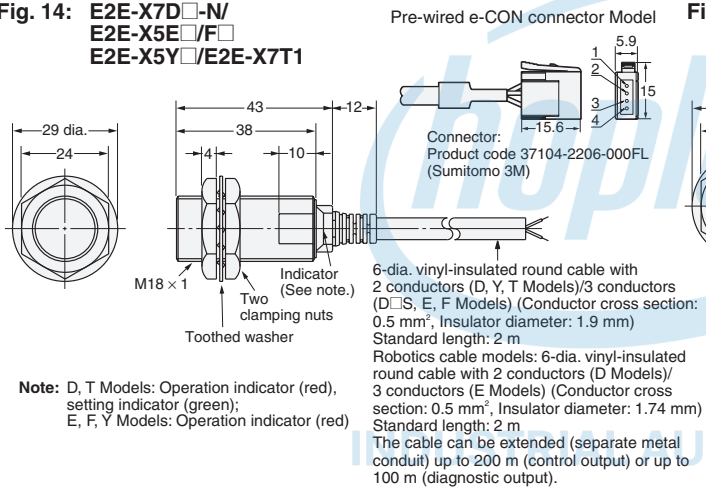 Fig. 14: E2E-X7D□-N/
E2E-X5E□/F□
E2E-X5Y□/E2E-X7T1
Pre-wired e-CON connector Model
Fi
5.9
1
2
3
4
15
15.6
Connector:
Product code 37104-2206-000FL
(Sumitomo 3M)
43
12
38
4
10
29 dia.
24
M18 × 1
Indicator
(See note.)
Two
clamping nuts
Toothed washer
6-dia. vinyl-insulated round cable with
2 conductors (D, Y, T Models)/3 conductors
(D□S, E, F Models) (Conductor cross section:
0.5 mm², Insulator diameter: 1.9 mm)
Standard length: 2 m
Robotics cable models: 6-dia. vinyl-insulated
round cable with 2 conductors (D Models)/
3 conductors (E Models) (Conductor cross
section: 0.5 mm², Insulator diameter: 1.74 mm)
Standard length: 2 m
The cable can be extended (separate metal
conduit) up to 200 m (control output) or up to
100 m (diagnostic output).
Note: D, T Models: Operation indicator (red),
setting indicator (green);
E, F, Y Models: Operation indicator (red)
hopl
INDUSTRIAL AU